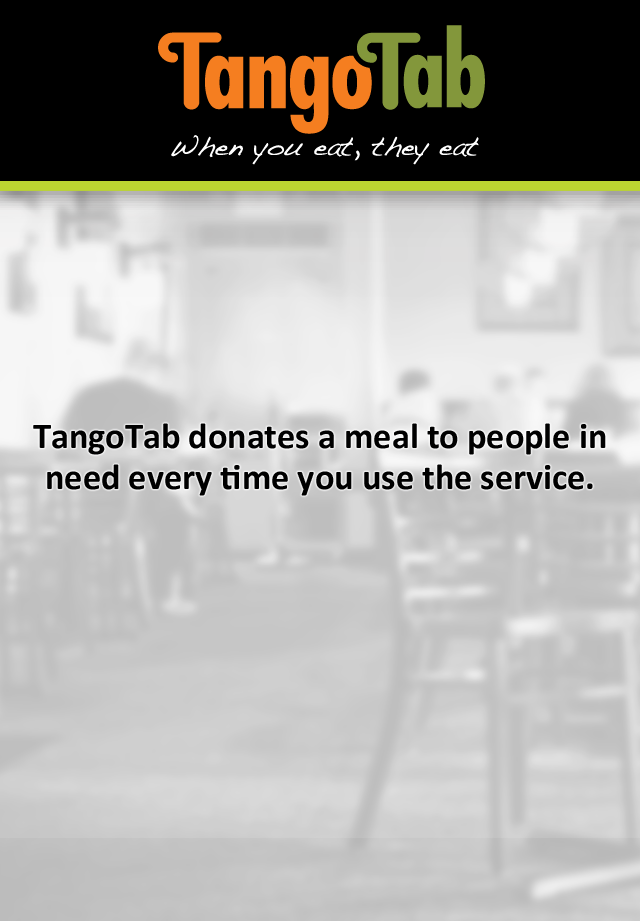 TangoTab
When you eat, they eat
TangoTab donates a meal to people in
need every time you use the service.